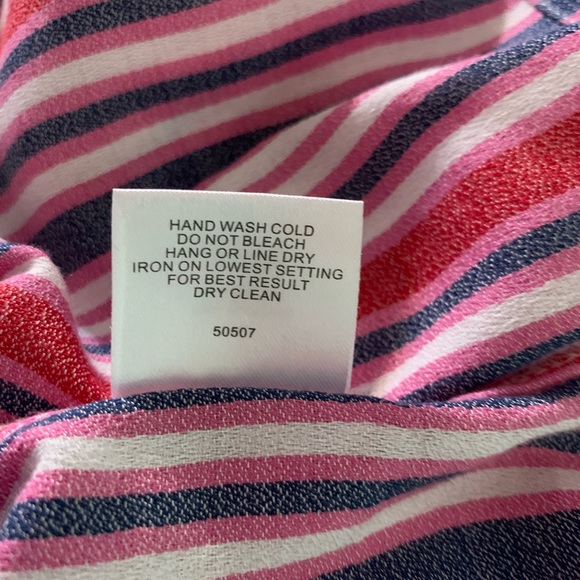 HAND WASH COLD
DO NOT BLEACH
HANG OR LINE DRY
IRON ON LOWEST SETTING
FOR BEST RESULT
DRY CLEAN
50507